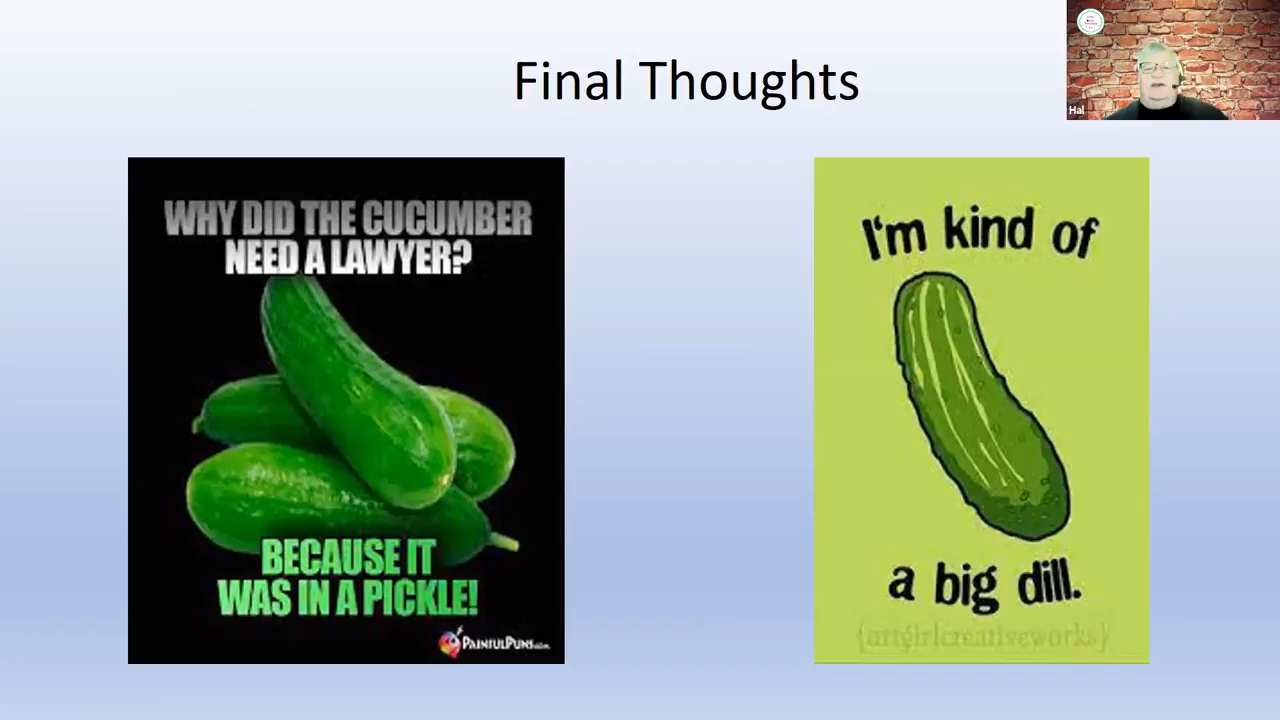 Final Thoughts
Hal
WHY DID THE CUCUMBER
NEED A LAWYER?
BECAUSE IT
WAS IN A PICKLE!
PAINFULPUNS.com
I'm kind of
a big dill.
{artgirlcreativeworks}